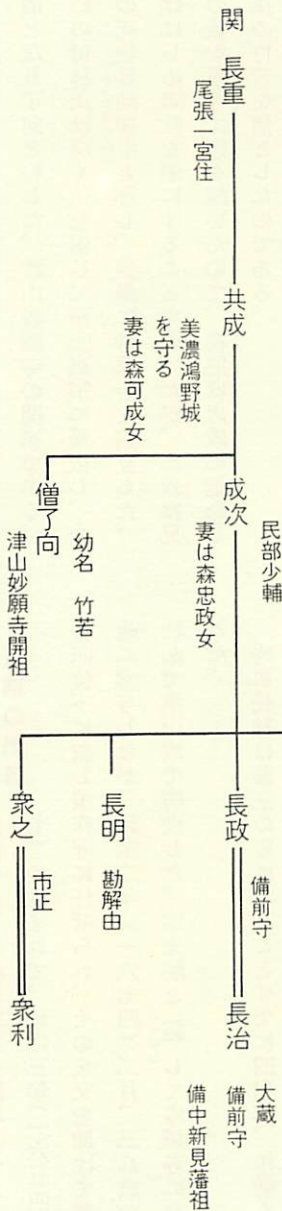 関　長重
尾張一宮住
共成
美濃鴻野城
を守る
妻は森可成女
民部少輔
成次
妻は森忠政女
僧了向
幼名　竹若
津山妙願寺開祖
備前守
長政
大蔵
備前守
長治
備中新見藩祖
長明　勘解由
衆之
市正
衆利